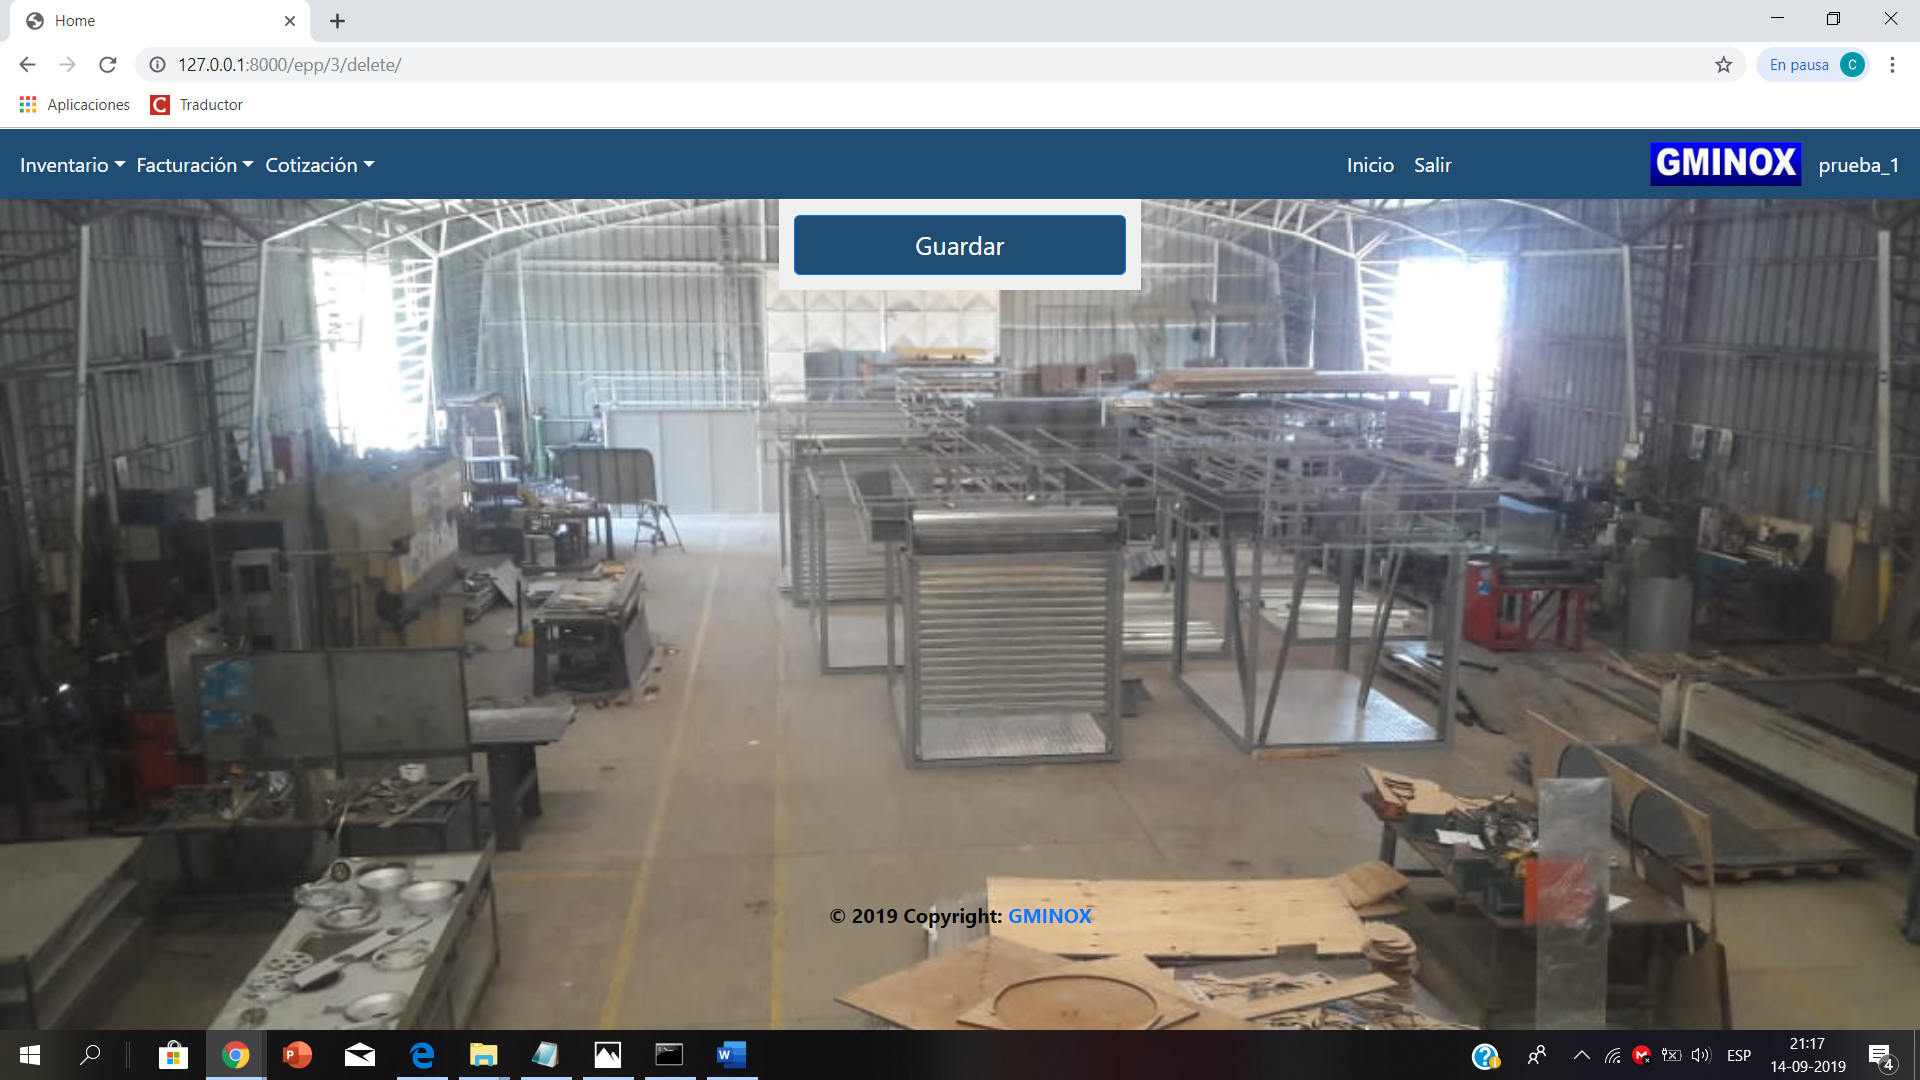 Home
127.0.0.1:8000/epp/3/delete/
En pausa
C
Aplicaciones
C
Traductor
Inventario Facturación Cotización
Inicio Salir
GMINOX
prueba_1
Guardar
© 2019 Copyright: GMINOX
ESP
21:17
14-09-2019
4